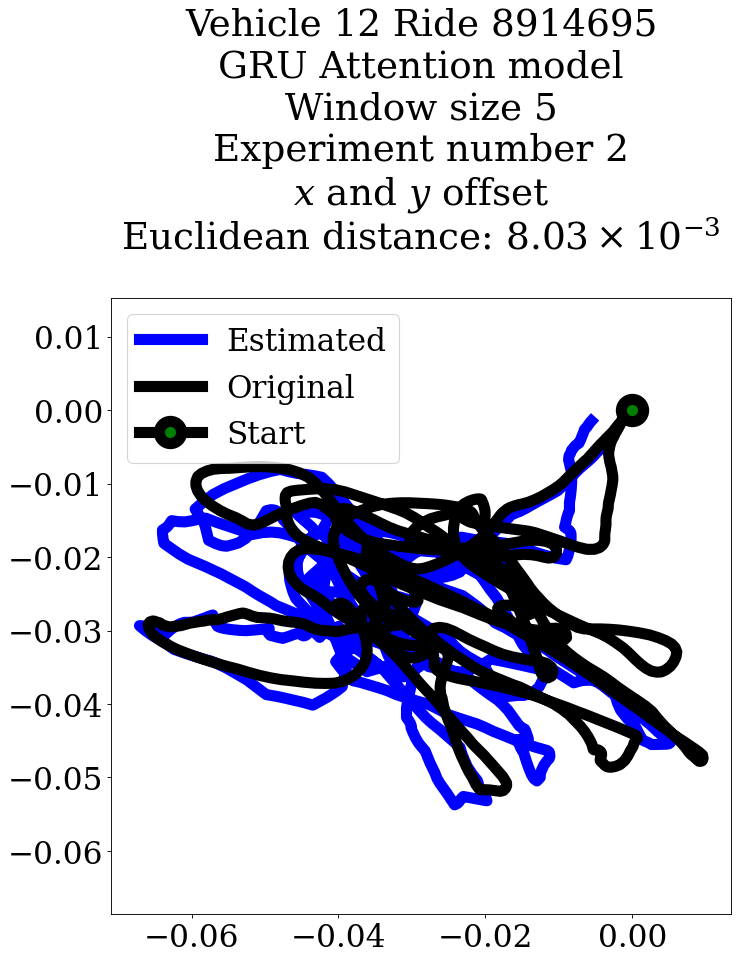 Vehicle 12 Ride 8914695
GRU Attention model
Window size 5
Experiment number 2
x and y offset
Euclidean distance: 8.03 × 10⁻³
Estimated
Original
Start
0.01
0.00
−0.01
−0.02
−0.03
−0.04
−0.05
−0.06
−0.06 −0.04 −0.02 0.00